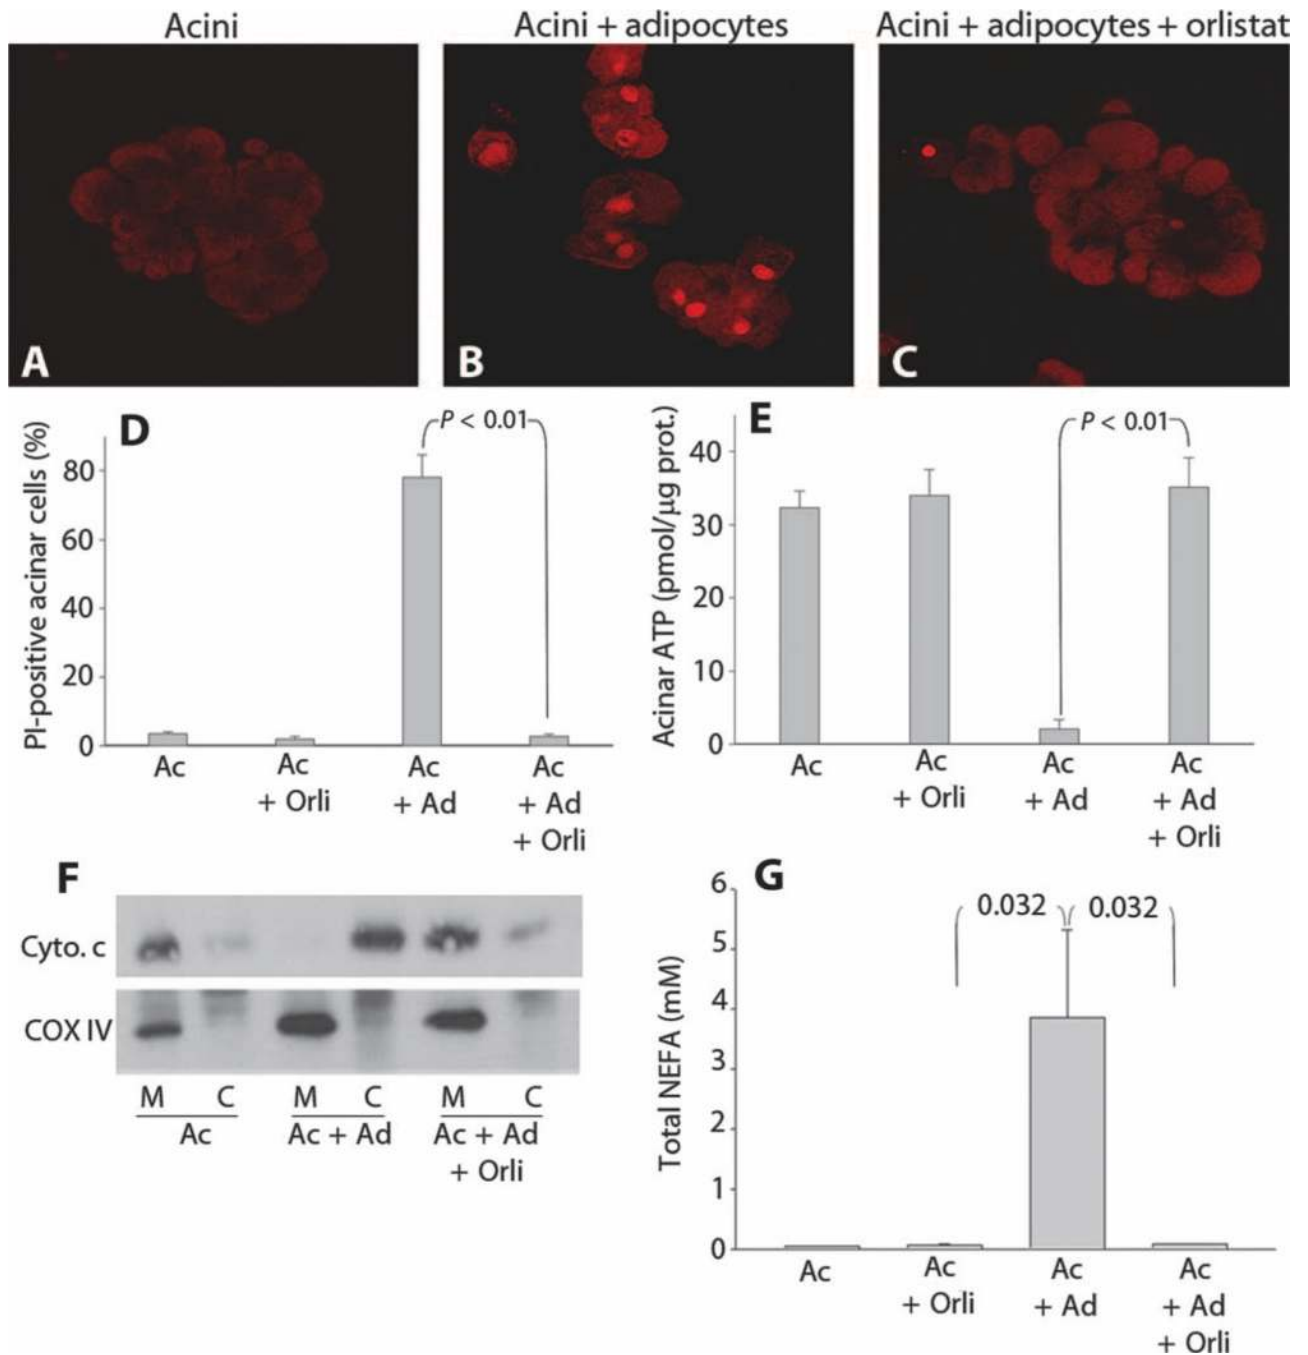 Acini
Acini + adipocytes
Acini + adipocytes + orlistat
A
B
C
D
PI-positive acinar cells (%)
80
60
40
20
0
P < 0.01
Ac
Ac
+ Orli
Ac
+ Ad
Ac
+ Ad
+ Orli
E
Acinar ATP (pmol/μg prot.)
40
30
20
10
0
P < 0.01
Ac
Ac
+ Orli
Ac
+ Ad
Ac
+ Ad
+ Orli
F
Cyto. c
COX IV
M C M C M C
Ac Ac + Ad Ac + Ad
+ Orli
G
Total NEFA (mM)
6
5
4
3
2
1
0
0.032 0.032
Ac
Ac
+ Orli
Ac
+ Ad
Ac
+ Ad
+ Orli